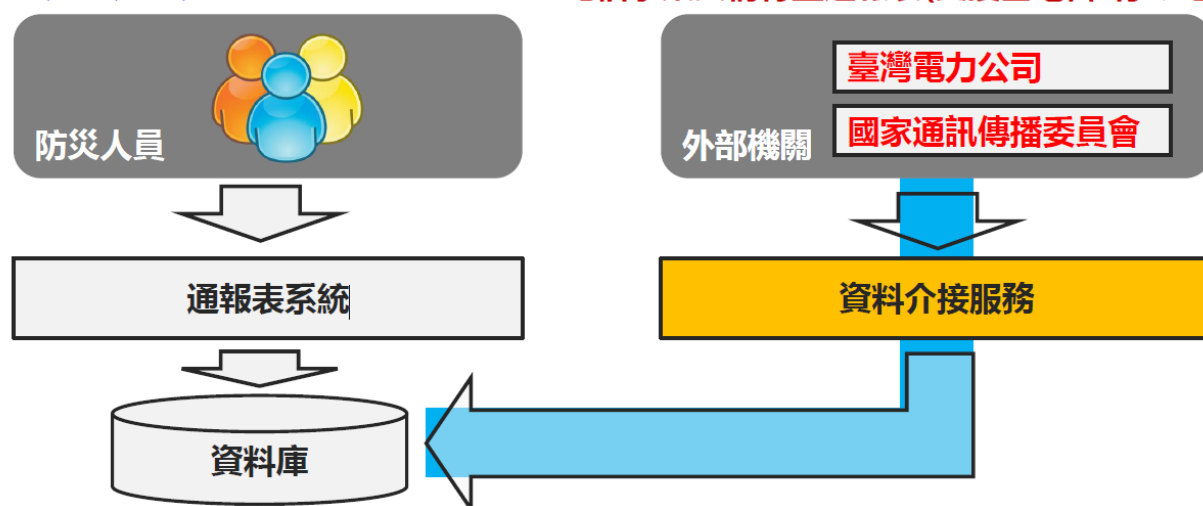 防災人員
臺灣電力公司
國家通訊傳播委員會
外部機關
通報表系統
資料介接服務
資料庫